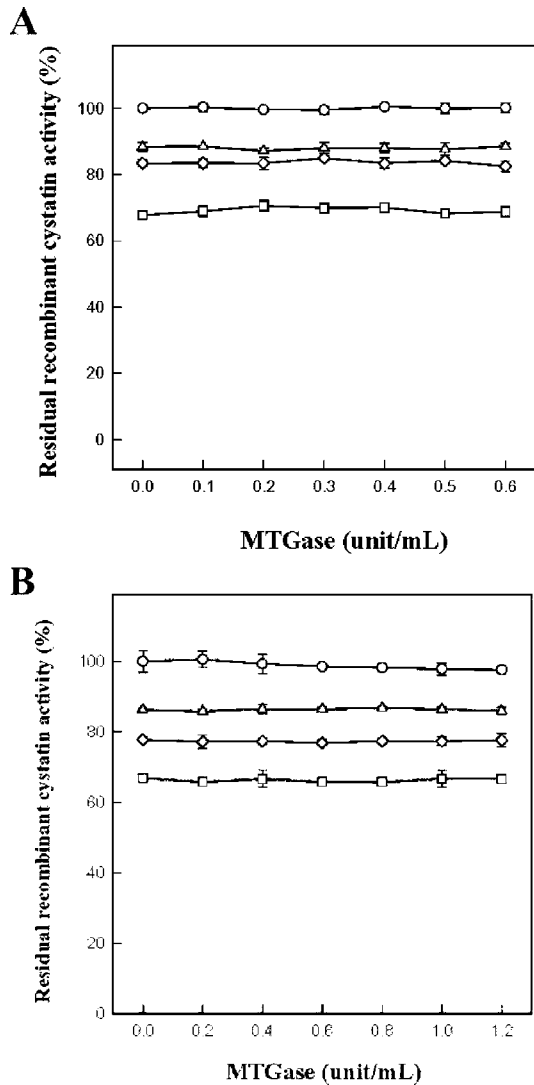 A
Residual recombinant cystatin activity (%)
100
80
60
40
20
0
0.0 0.1 0.2 0.3 0.4 0.5 0.6
MTGase (unit/mL)
B
Residual recombinant cystatin activity (%)
100
80
60
40
20
0
0.0 0.2 0.4 0.6 0.8 1.0 1.2
MTGase (unit/mL)